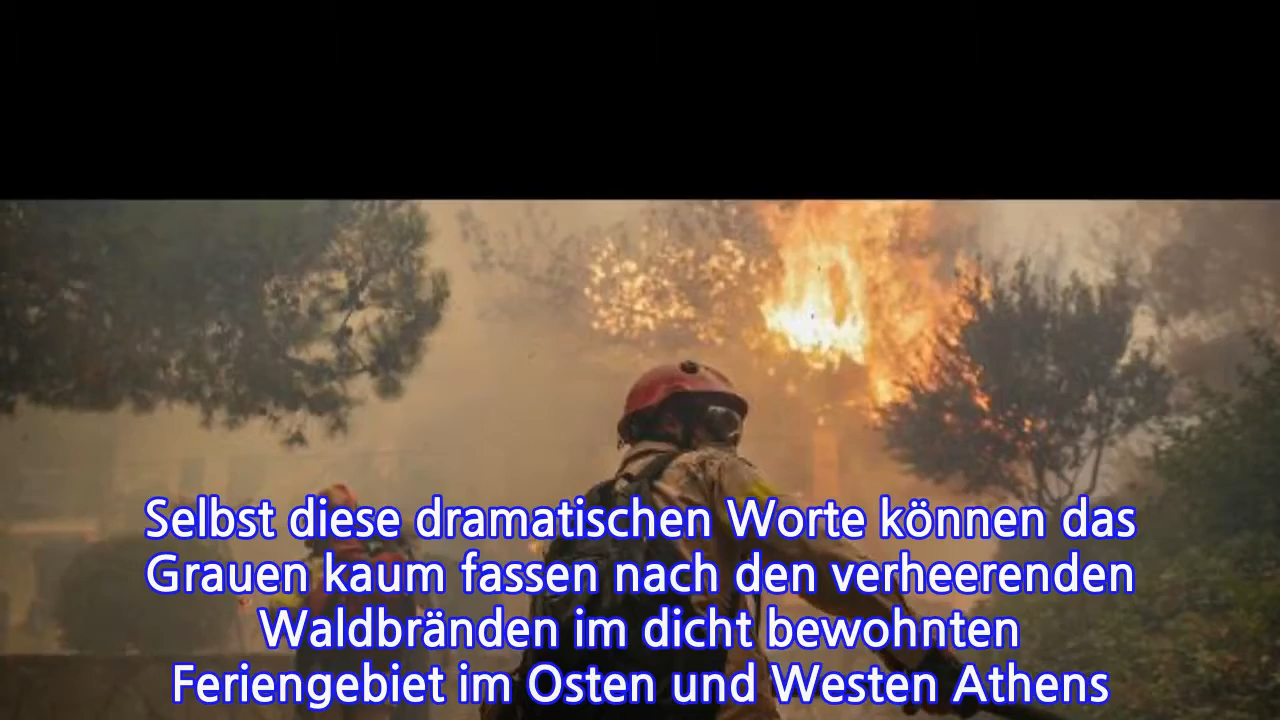 Selbst diese dramatischen Worte können das
Grauen kaum fassen nach den verheerenden
Waldbränden im dicht bewohnten
Feriengebiet im Osten und Westen Athens